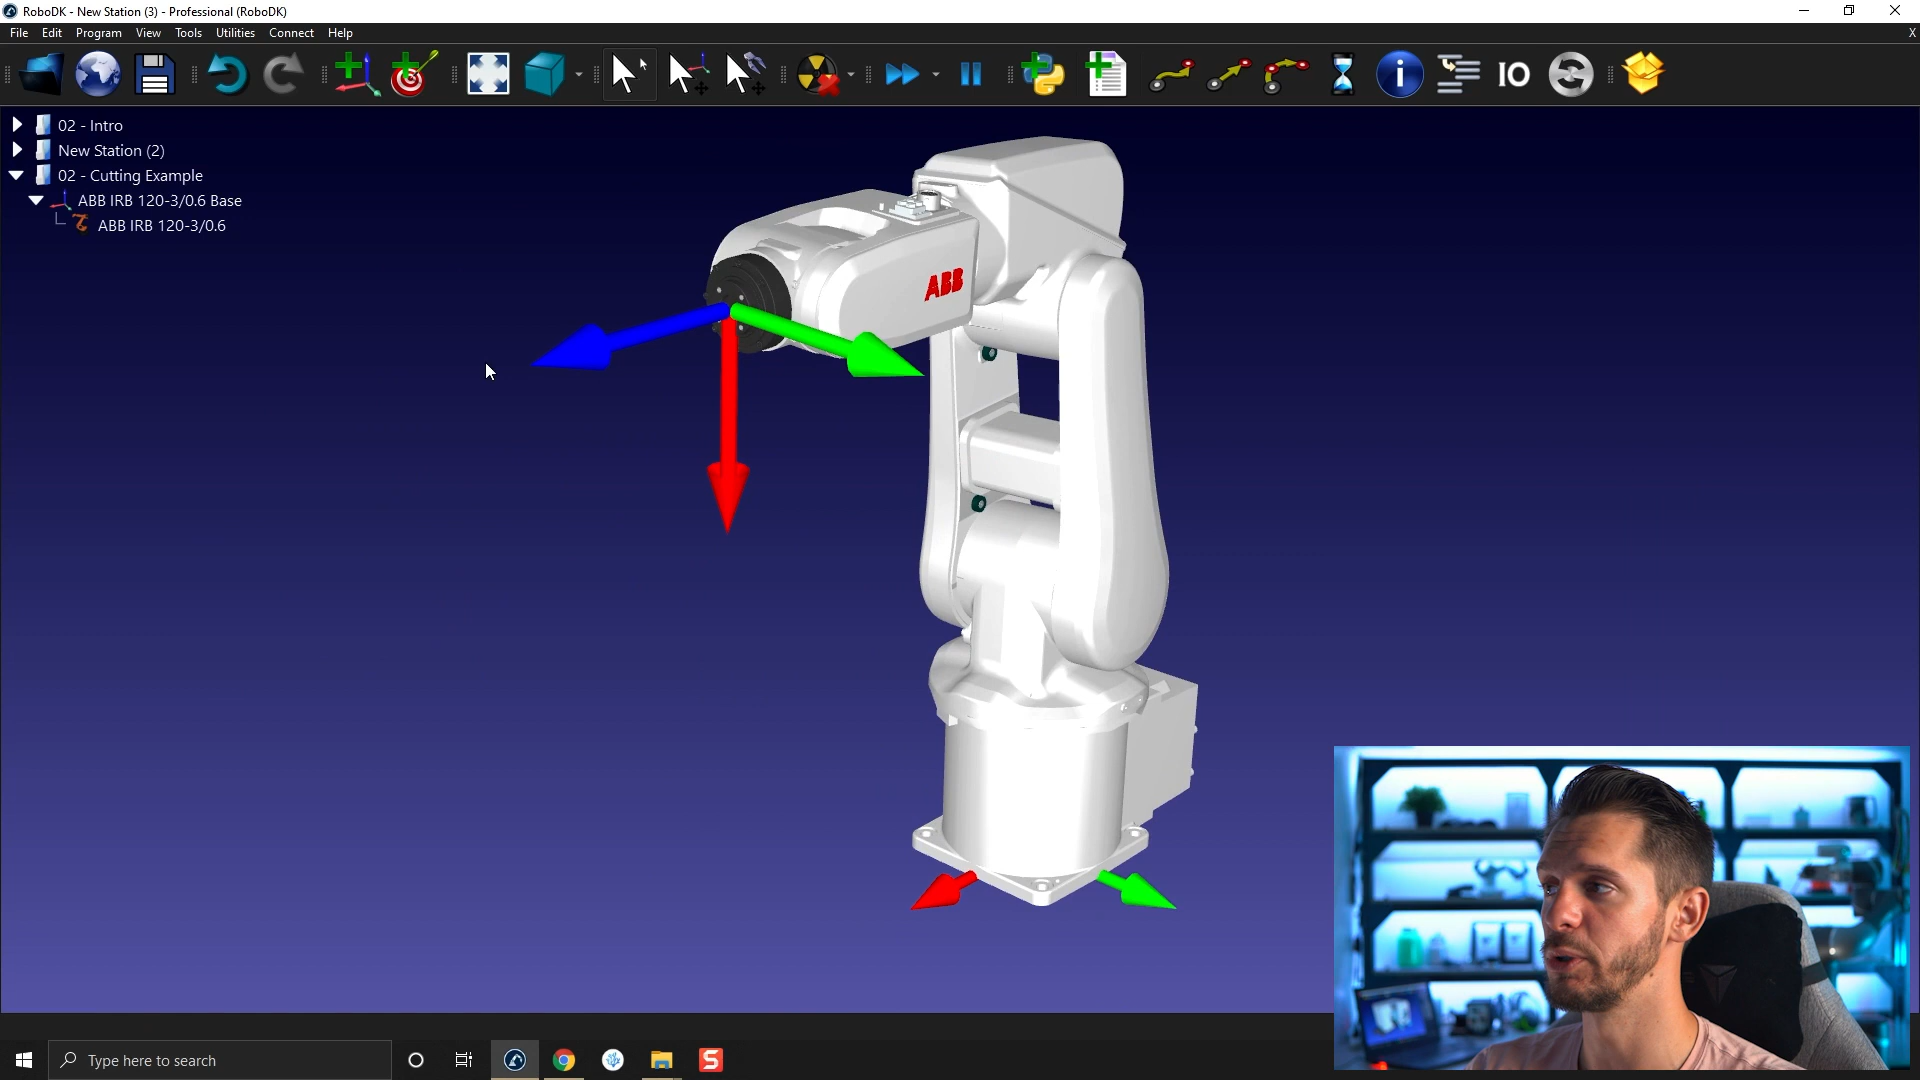 RoboDK - New Station (3) - Professional (RoboDK)
File Edit Program View Tools Utilities Connect Help X
IO
02 - Intro
New Station (2)
02 - Cutting Example
ABB IRB 120-3/0.6 Base
ABB IRB 120-3/0.6
ABB
Type here to search
S